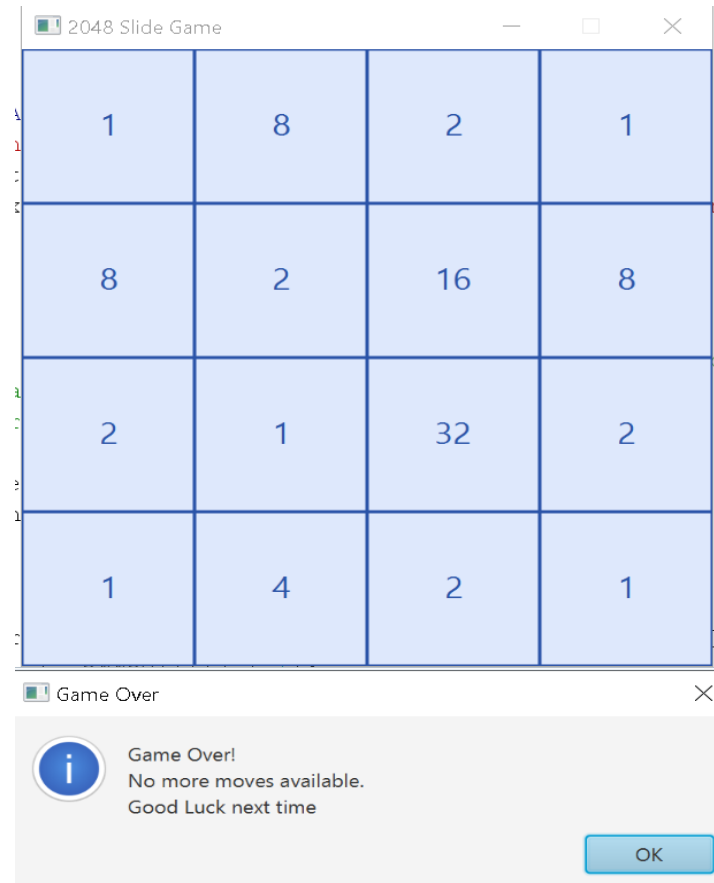 2048 Slide Game
1 8 2 1
8 2 16 8
2 1 32 2
1 4 2 1
Game Over
Game Over!
No more moves available.
Good Luck next time
OK